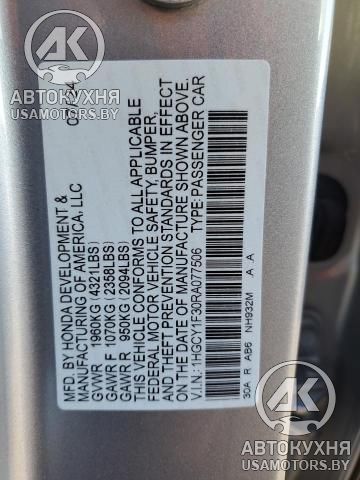 MFD. BY HONDA DEVELOPMENT &
MANUFACTURING OF AMERICA, LLC
GVWR 1960KG ( 4321LBS)
GAWR F 1070KG ( 2358LBS)
GAWR R 950KG ( 2094LBS)
THIS VEHICLE CONFORMS TO ALL APPLICABLE
FEDERAL MOTOR VEHICLE SAFETY, BUMPER,
AND THEFT PREVENTION STANDARDS IN EFFECT
ON THE DATE OF MANUFACTURE SHOWN ABOVE.
V.I.N.: 1HGCY1F30RA077506 TYPE: PASSENGER CAR
30A R AB6 NH932M A A
АК
АВТОКУХНЯ
USAMOTORS.BY
АК
АВТОКУХНЯ
USAMOTORS.BY